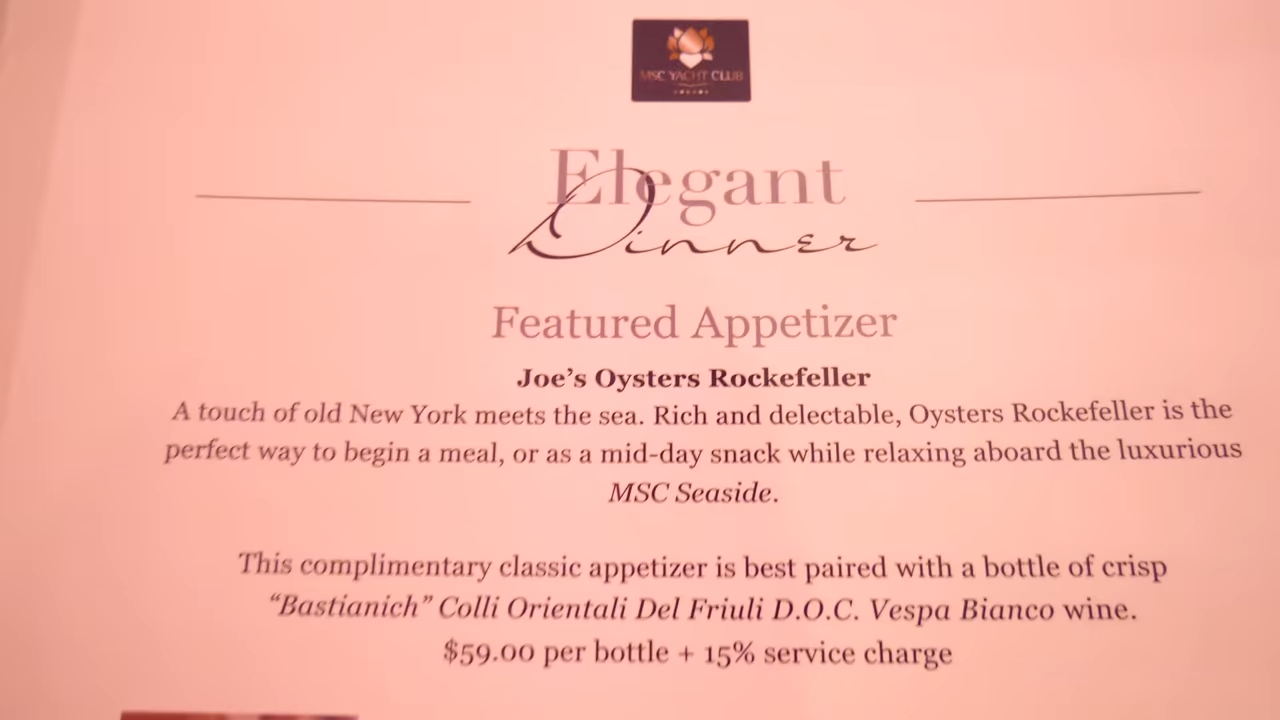 MSC YACHT CLUB
Elegant
Dinner
Featured Appetizer
Joe's Oysters Rockefeller
A touch of old New York meets the sea. Rich and delectable, Oysters Rockefeller is the
perfect way to begin a meal, or as a mid-day snack while relaxing aboard the luxurious
MSC Seaside.
This complimentary classic appetizer is best paired with a bottle of crisp
“Bastianich” Colli Orientali Del Friuli D.O.C. Vespa Bianco wine.
$59.00 per bottle + 15% service charge